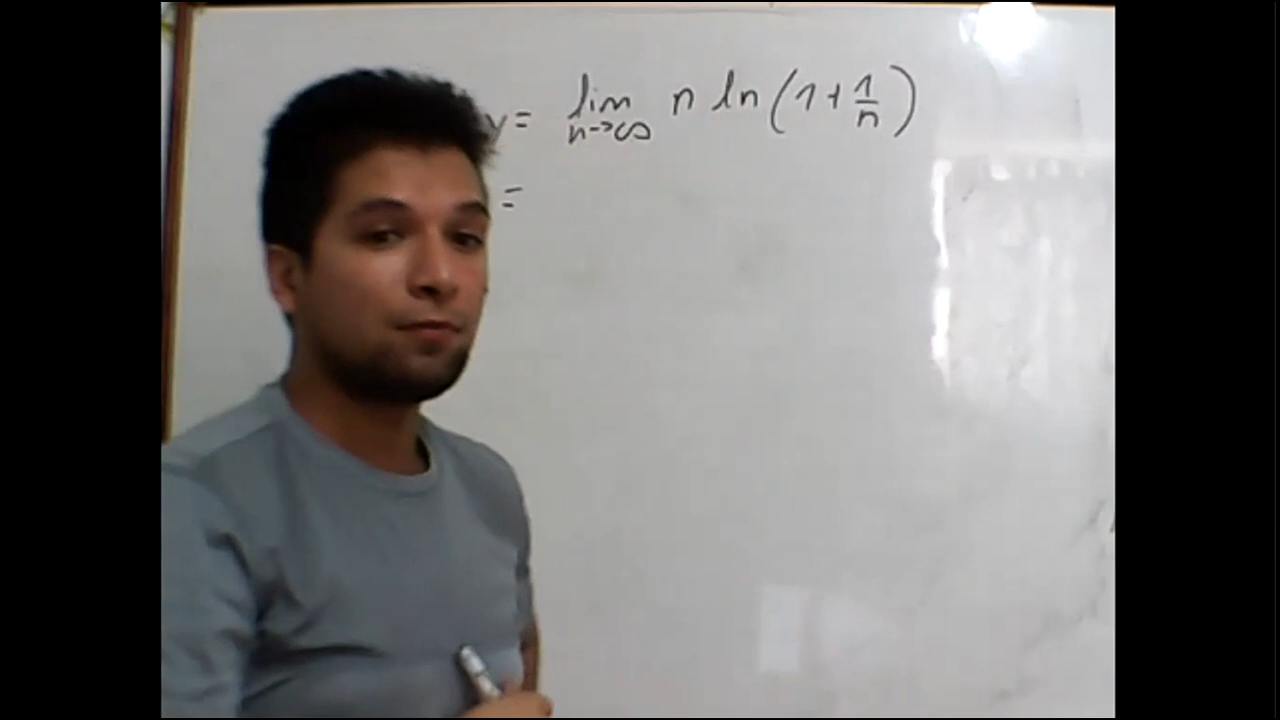 y = lim n→∞ n ln(1 + 1/n)
=